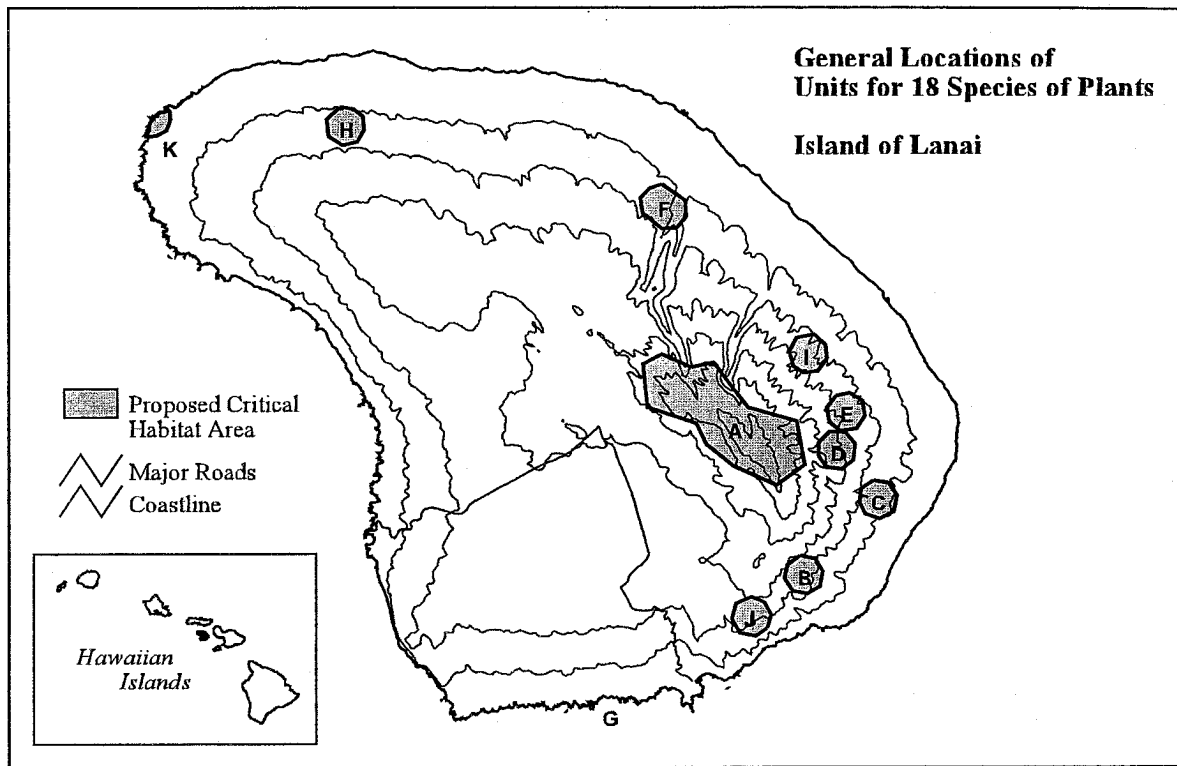 General Locations of
Units for 18 Species of Plants
Island of Lanai
K
H
F
I
E
A
D
C
B
J
G
Proposed Critical
Habitat Area
Major Roads
Coastline
Hawaiian
Islands